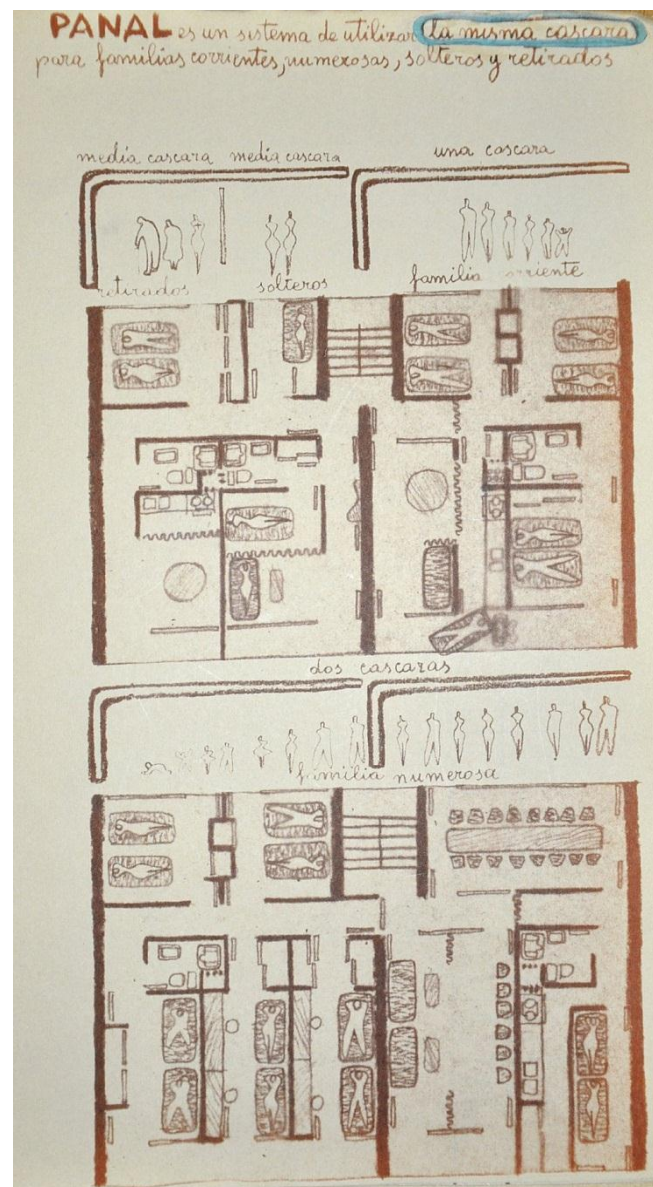 PANAL es un sistema de utilizar la misma cascara
para familias corrientes, numerosas, solteros y retirados
media cascara media cascara
una cascara
retirados
solteros
familia
dos cascaras
familia numerosa